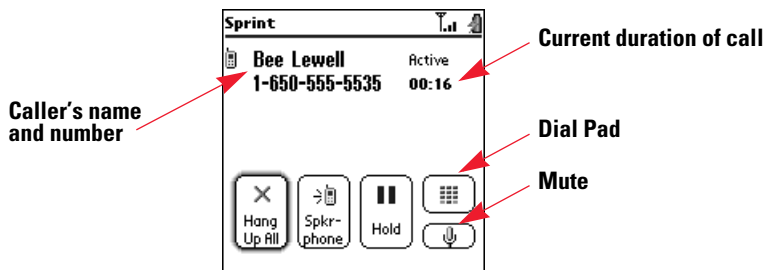 Sprint
Bee Lewell
Active
1-650-555-5535
00:16
Current duration of call
Caller's name
and number
Dial Pad
Mute
Hang
Up All
Spkr-
phone
Hold